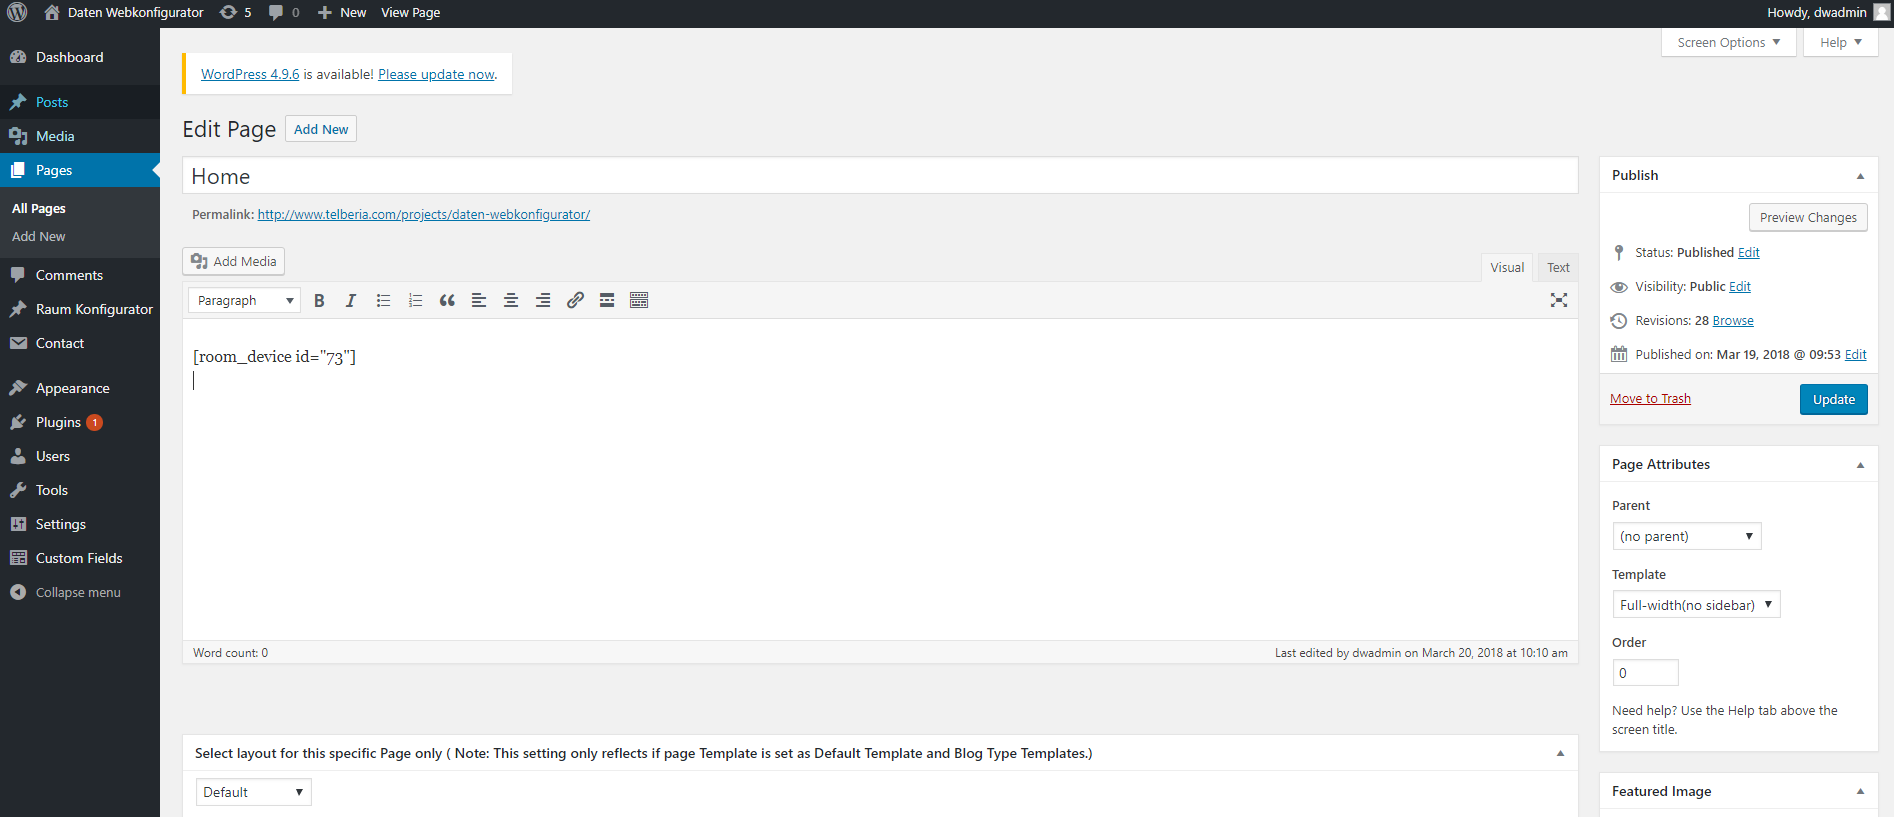 Daten Webkonfigurator 5 0 New View Page Howdy, dwadmin
Screen Options Help
Dashboard
Posts
Media
Pages
All Pages
Add New
Comments
Raum Konfigurator
Contact
Appearance
Plugins 1
Users
Tools
Settings
Custom Fields
Collapse menu
WordPress 4.9.6 is available! Please update now.
Edit Page Add New
Home
Permalink: http://www.telberia.com/projects/daten-webkonfigurator/
Add Media
Visual Text
Paragraph
[room_device id="73"]
Word count: 0 Last edited by dwadmin on March 20, 2018 at 10:10 am
Select layout for this specific Page only ( Note: This setting only reflects if page Template is set as Default Template and Blog Type Templates.)
Default
Publish
Preview Changes
Status: Published Edit
Visibility: Public Edit
Revisions: 28 Browse
Published on: Mar 19, 2018 @ 09:53 Edit
Move to Trash Update
Page Attributes
Parent
(no parent)
Template
Full-width(no sidebar)
Order
0
Need help? Use the Help tab above the
screen title.
Featured Image